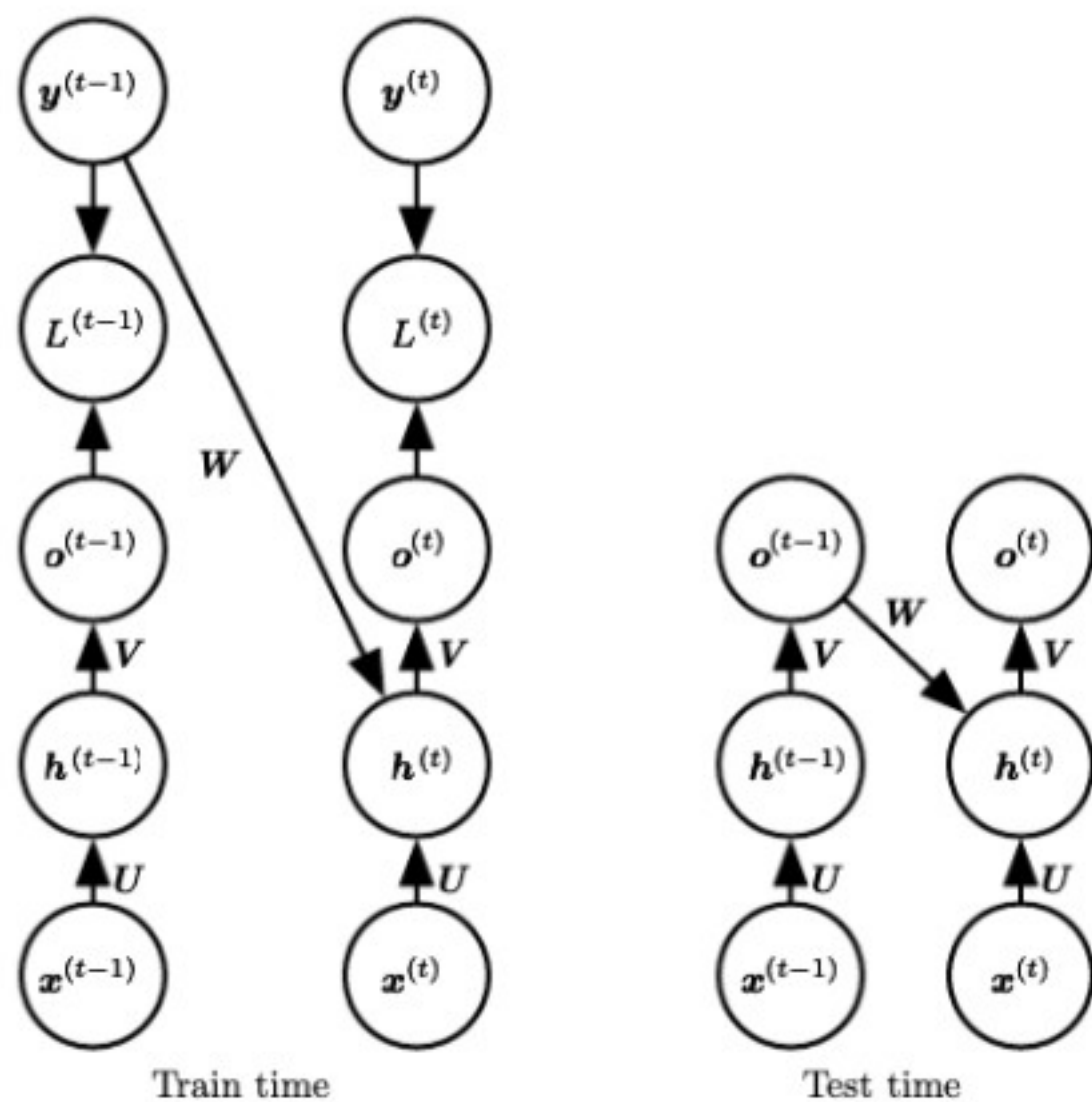 y^(t−1) y^(t)
L^(t−1) L^(t)
W
o^(t−1) o^(t) o^(t−1) o^(t)
W
V V V V
h^(t−1) h^(t) h^(t−1) h^(t)
U U U U
x^(t−1) x^(t) x^(t−1) x^(t)
Train time Test time